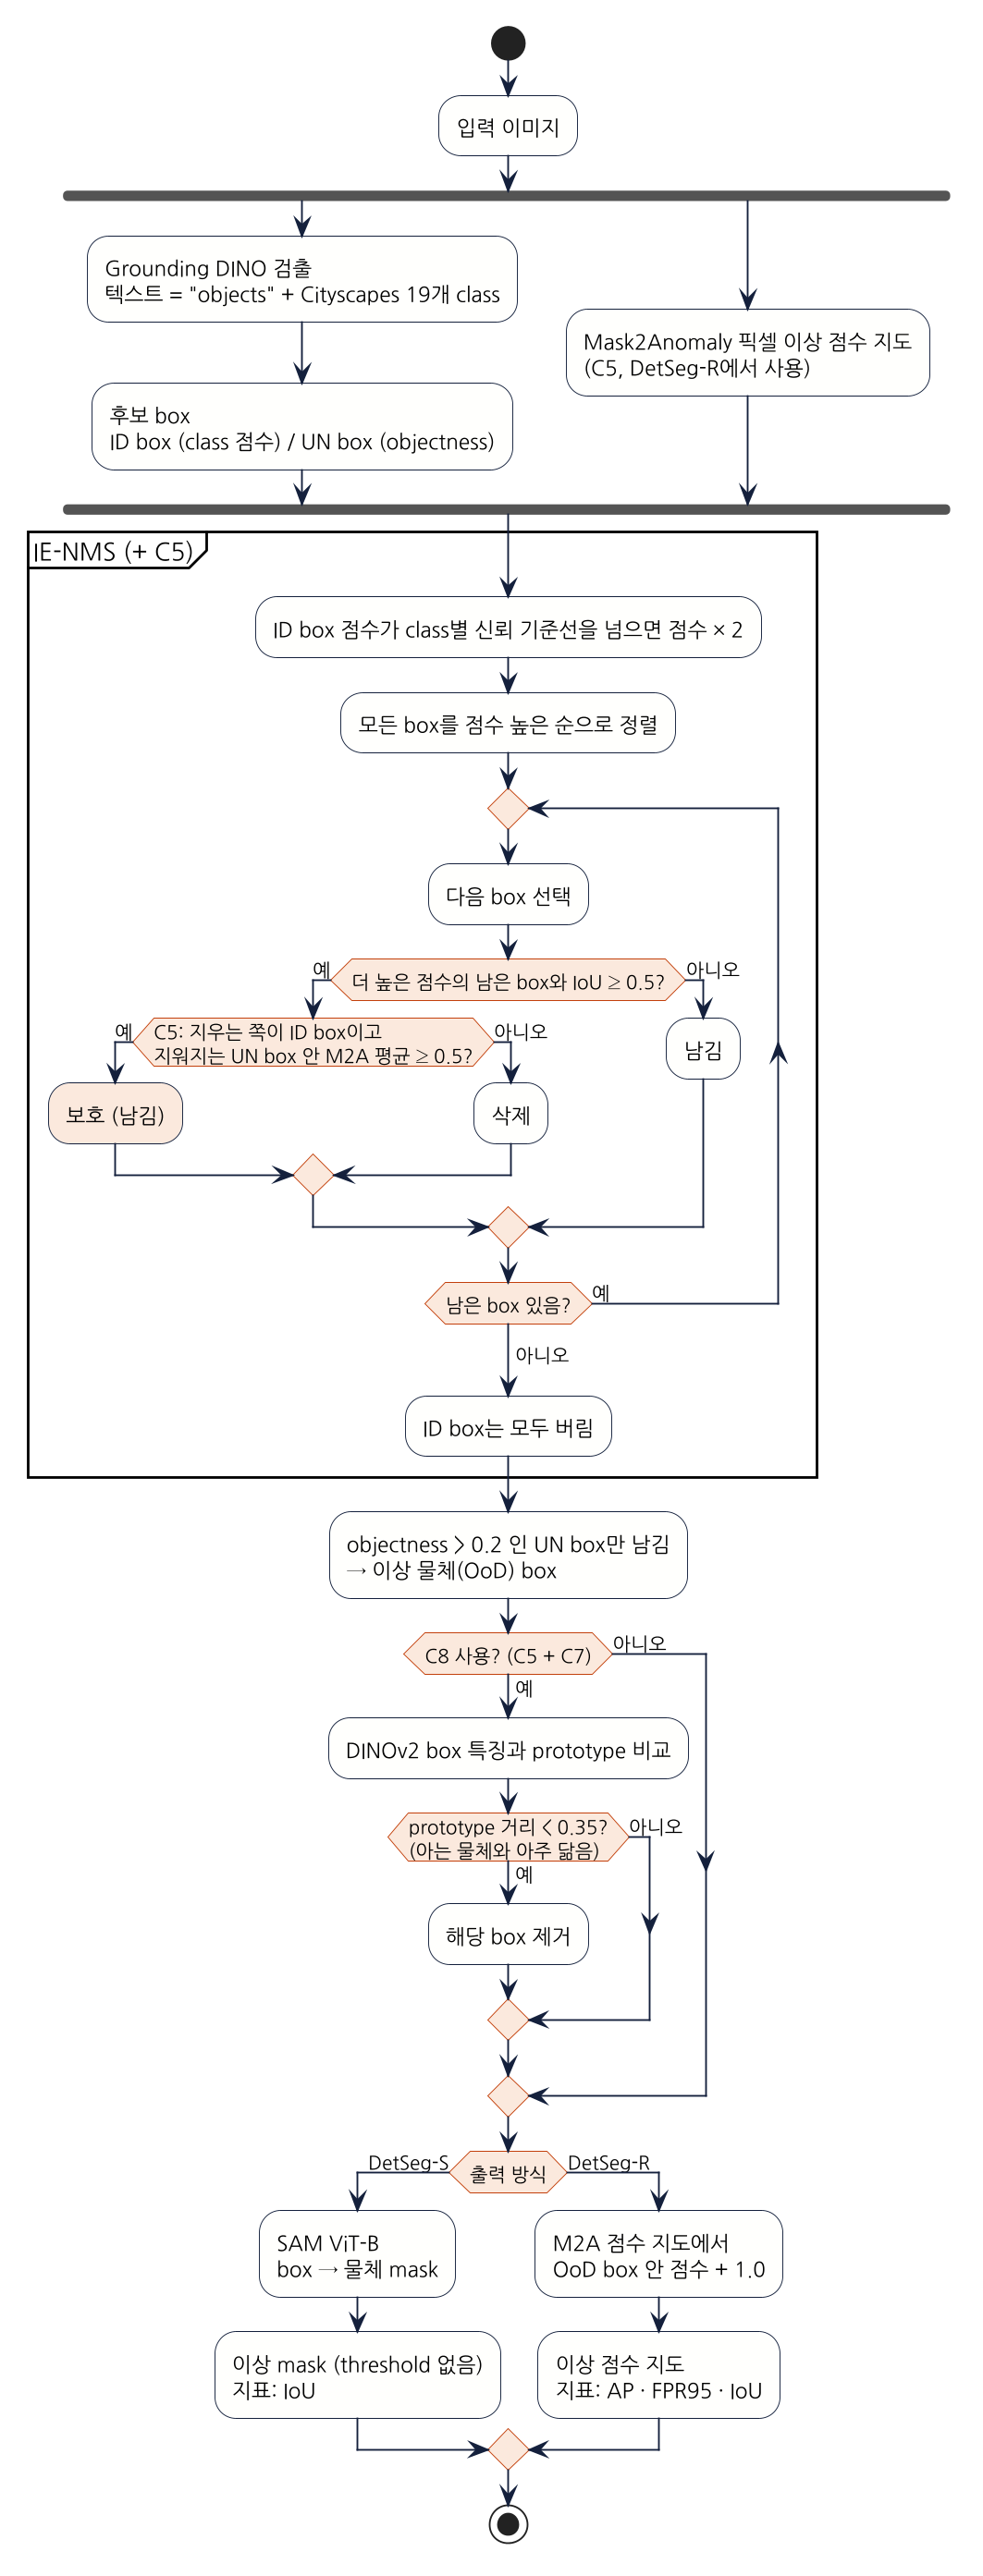 입력 이미지
Grounding DINO 검출
텍스트 = "objects" + Cityscapes 19개 class
Mask2Anomaly 픽셀 이상 점수 지도
(C5, DetSeg-R에서 사용)
후보 box
ID box (class 점수) / UN box (objectness)
IE-NMS (+ C5)
ID box 점수가 class별 신뢰 기준선을 넘으면 점수 × 2
모든 box를 점수 높은 순으로 정렬
다음 box 선택
예
더 높은 점수의 남은 box와 IoU ≥ 0.5?
아니오
예
C5: 지우는 쪽이 ID box이고
지워지는 UN box 안 M2A 평균 ≥ 0.5?
아니오
남김
보호 (남김)
삭제
남은 box 있음?
예
아니오
ID box는 모두 버림
objectness > 0.2 인 UN box만 남김
→ 이상 물체(OoD) box
C8 사용? (C5 + C7)
아니오
예
DINOv2 box 특징과 prototype 비교
prototype 거리 < 0.35?
(아는 물체와 아주 닮음)
아니오
예
해당 box 제거
DetSeg-S
출력 방식
DetSeg-R
SAM ViT-B
box → 물체 mask
M2A 점수 지도에서
OoD box 안 점수 + 1.0
이상 mask (threshold 없음)
지표: IoU
이상 점수 지도
지표: AP · FPR95 · IoU